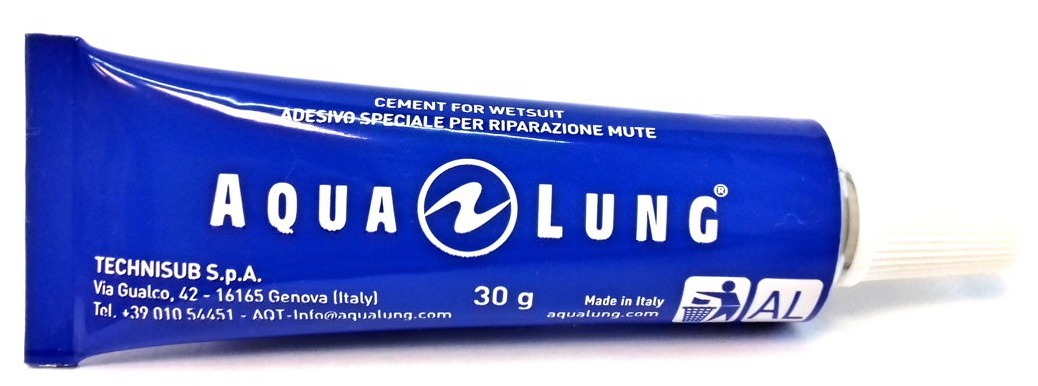 CEMENT FOR WETSUIT
ADESIVO SPECIALE PER RIPARAZIONE MUTE
AQUA LUNG®
TECHNISUB S.p.A.
Via Gualco, 42 - 16165 Genova (Italy)
Tel. +39 010 54451 - AQT-Info@aqualung.com
30 g
Made in Italy
aqualung.com
AL